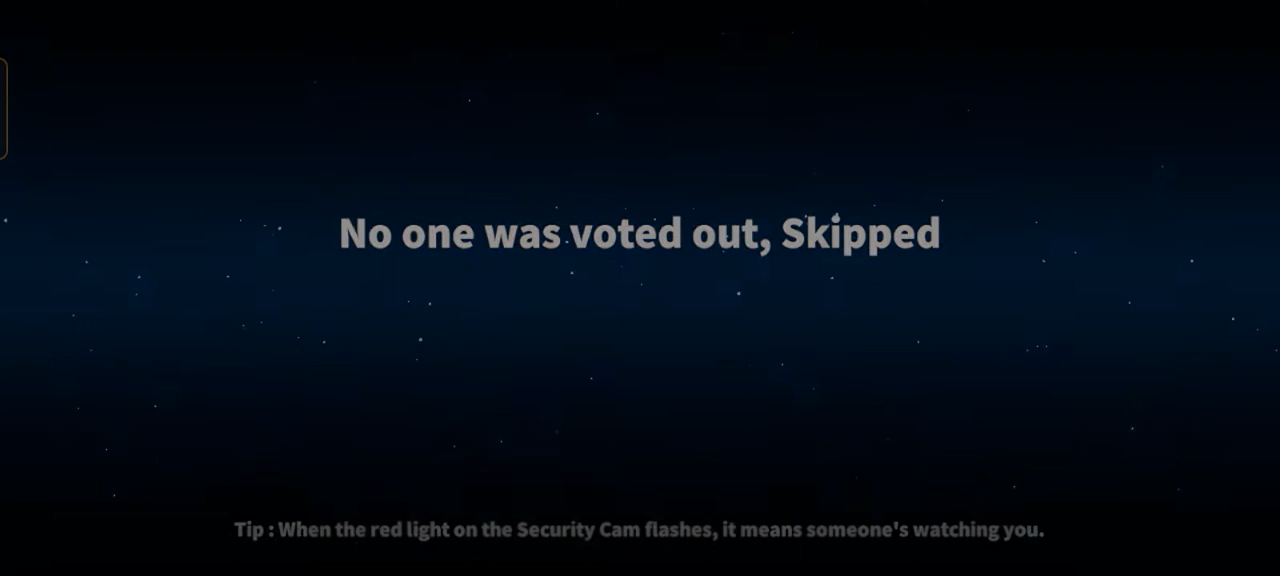 No one was voted out, Skipped
Tip : When the red light on the Security Cam flashes, it means someone's watching you.